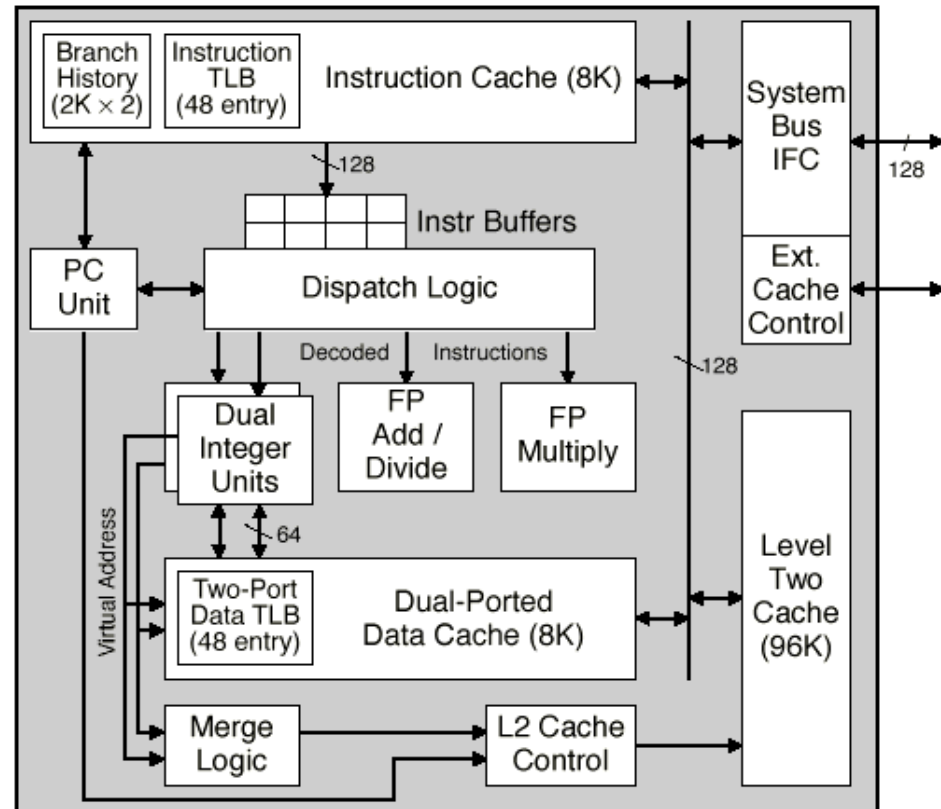 Branch
History
(2K × 2)
Instruction
TLB
(48 entry)
Instruction Cache (8K)
System
Bus
IFC
128
128
Instr Buffers
PC
Unit
Dispatch Logic
Ext.
Cache
Control
Decoded Instructions
128
Dual
Integer
Units
FP
Add /
Divide
FP
Multiply
64
Virtual Address
Two-Port
Data TLB
(48 entry)
Dual-Ported
Data Cache (8K)
Level
Two
Cache
(96K)
Merge
Logic
L2 Cache
Control